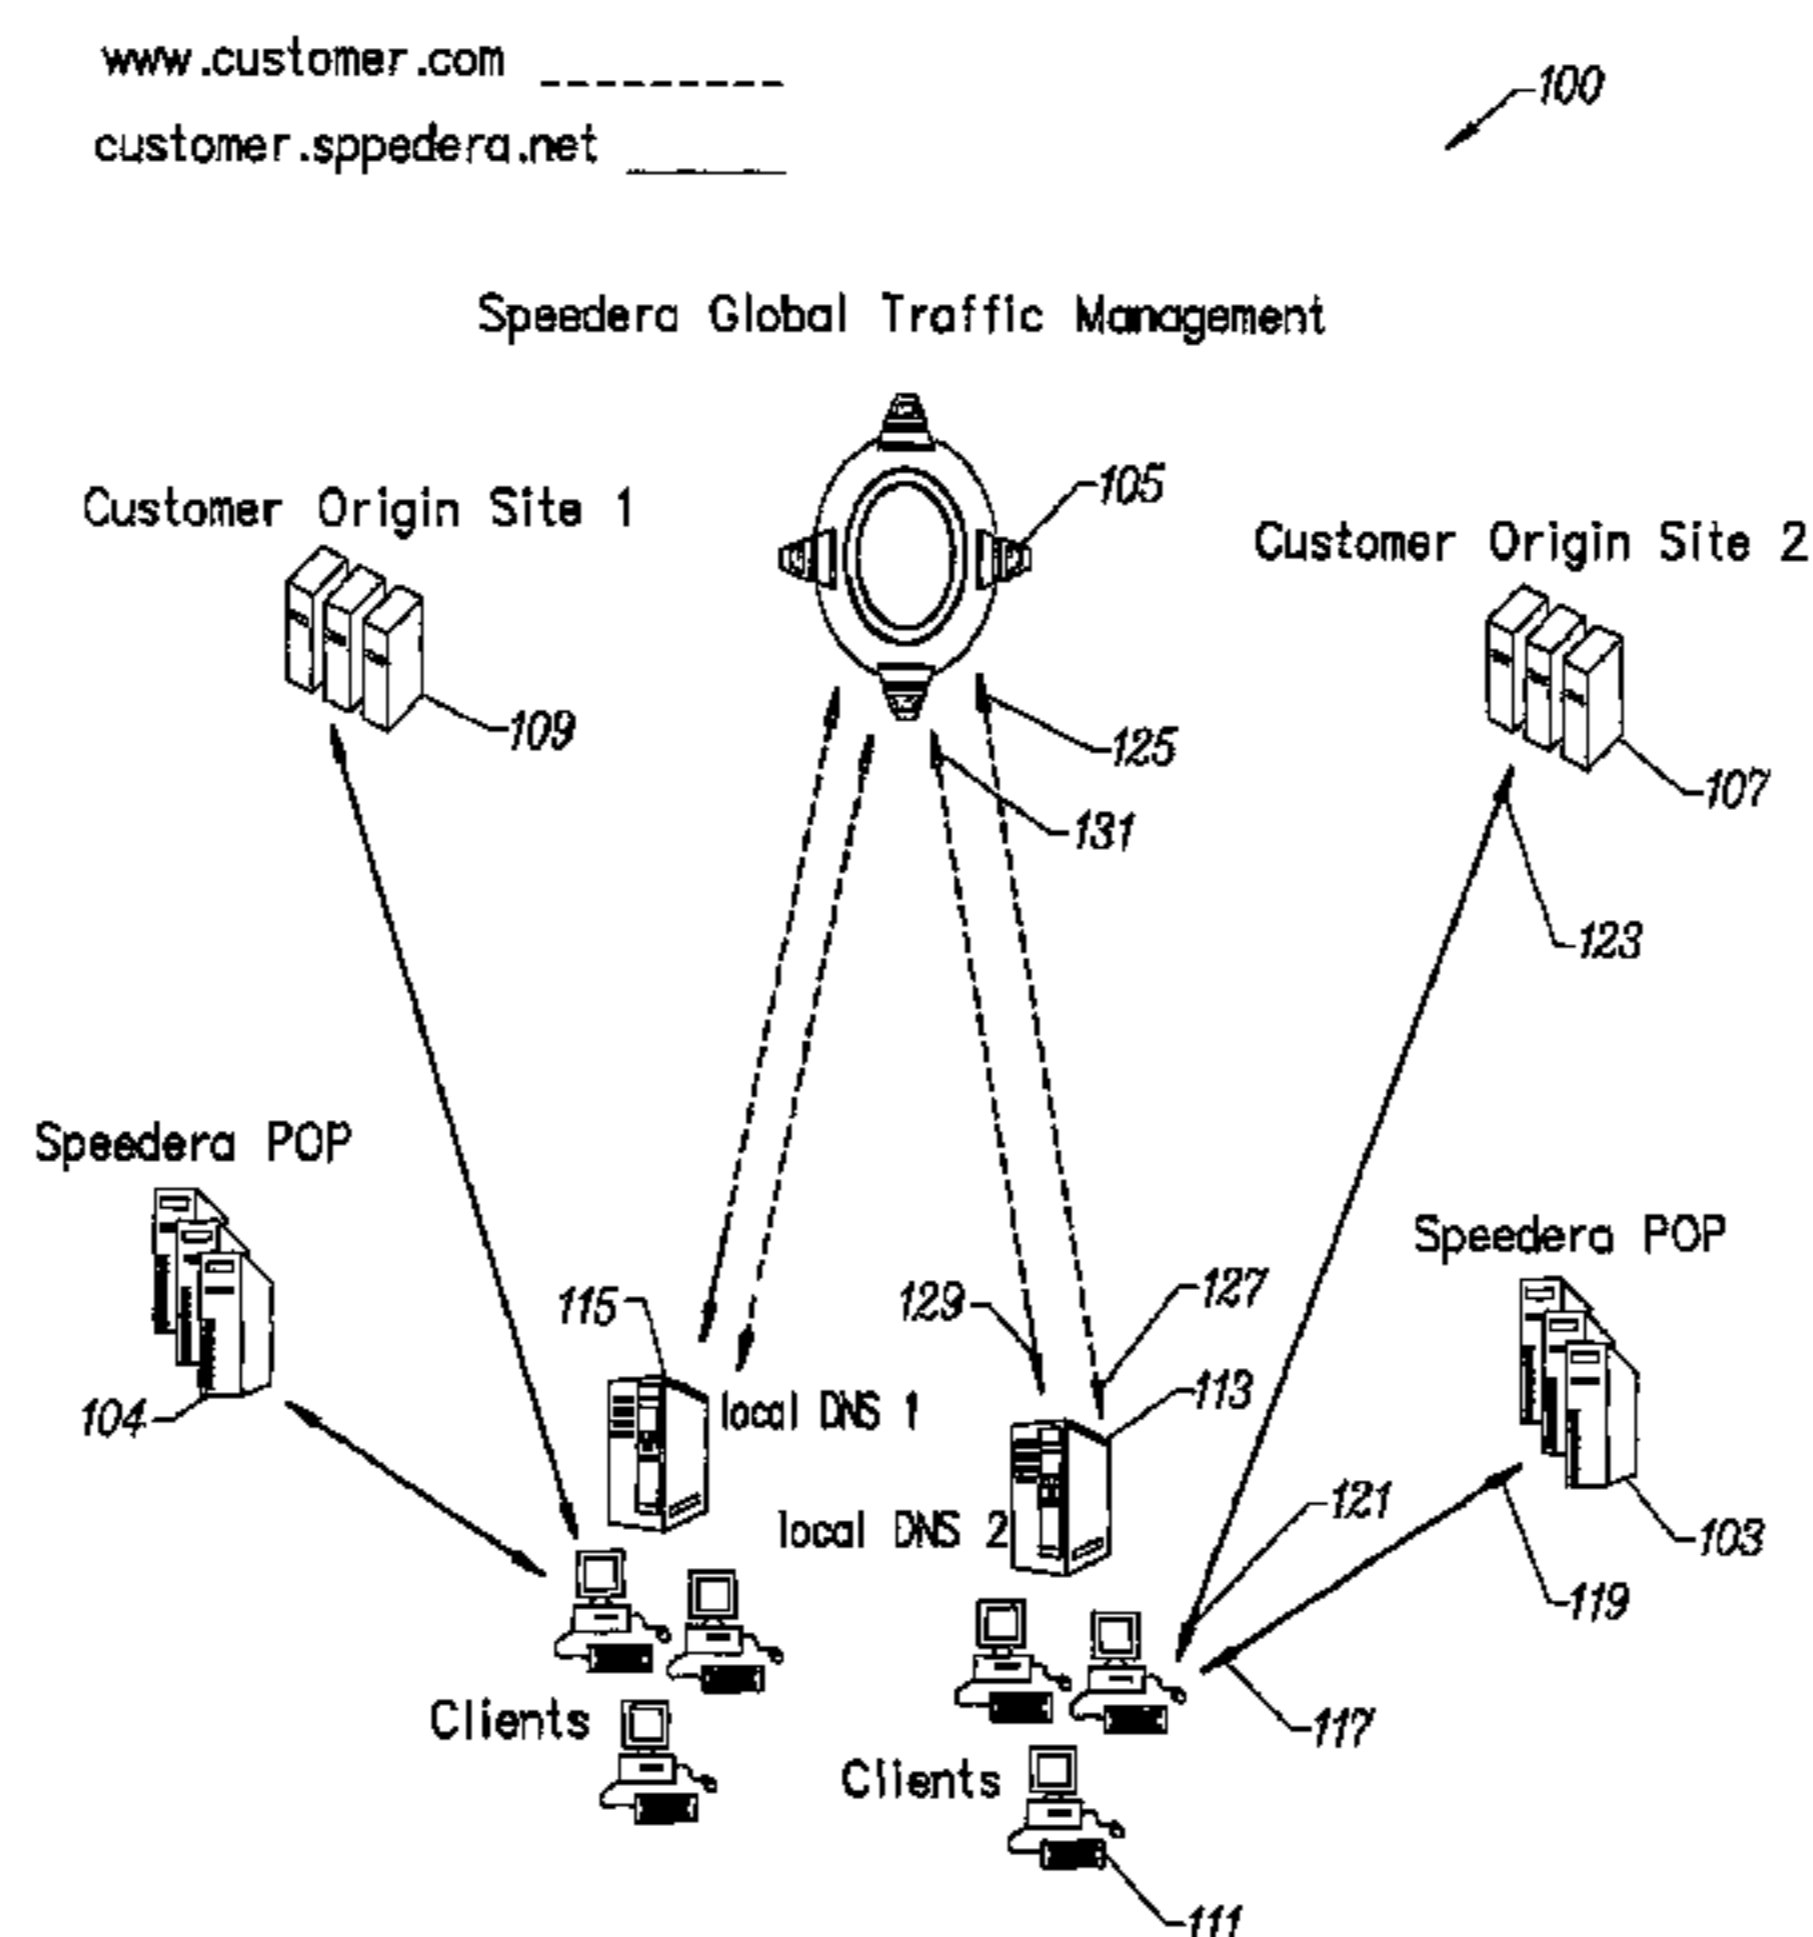 www.customer.com
100
customer.sppedera.net
Speedera Global Traffic Management
105
Customer Origin Site 1
Customer Origin Site 2
109
125
107
131
123
Speedera POP
Speedera POP
115
129
127
104
local DNS 1
113
local DNS 2
121
103
119
Clients
117
Clients
111